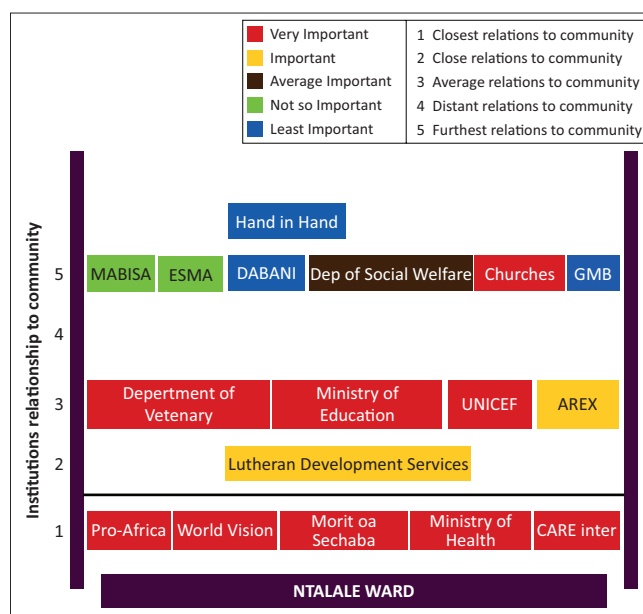 Very Important
Important
Average Important
Not so Important
Least Important
1 Closest relations to community
2 Close relations to community
3 Average relations to community
4 Distant relations to community
5 Furthest relations to community
Institutions relationship to community
Hand in Hand
5
MABISA
ESMA
DABANI
Dep of Social Welfare
Churches
GMB
4
3
Depertment of
Vetenary
Ministry of
Education
UNICEF
AREX
2
Lutheran Development Services
1
Pro-Africa
World Vision
Morit oa
Sechaba
Ministry of
Health
CARE inter
NTALALE WARD